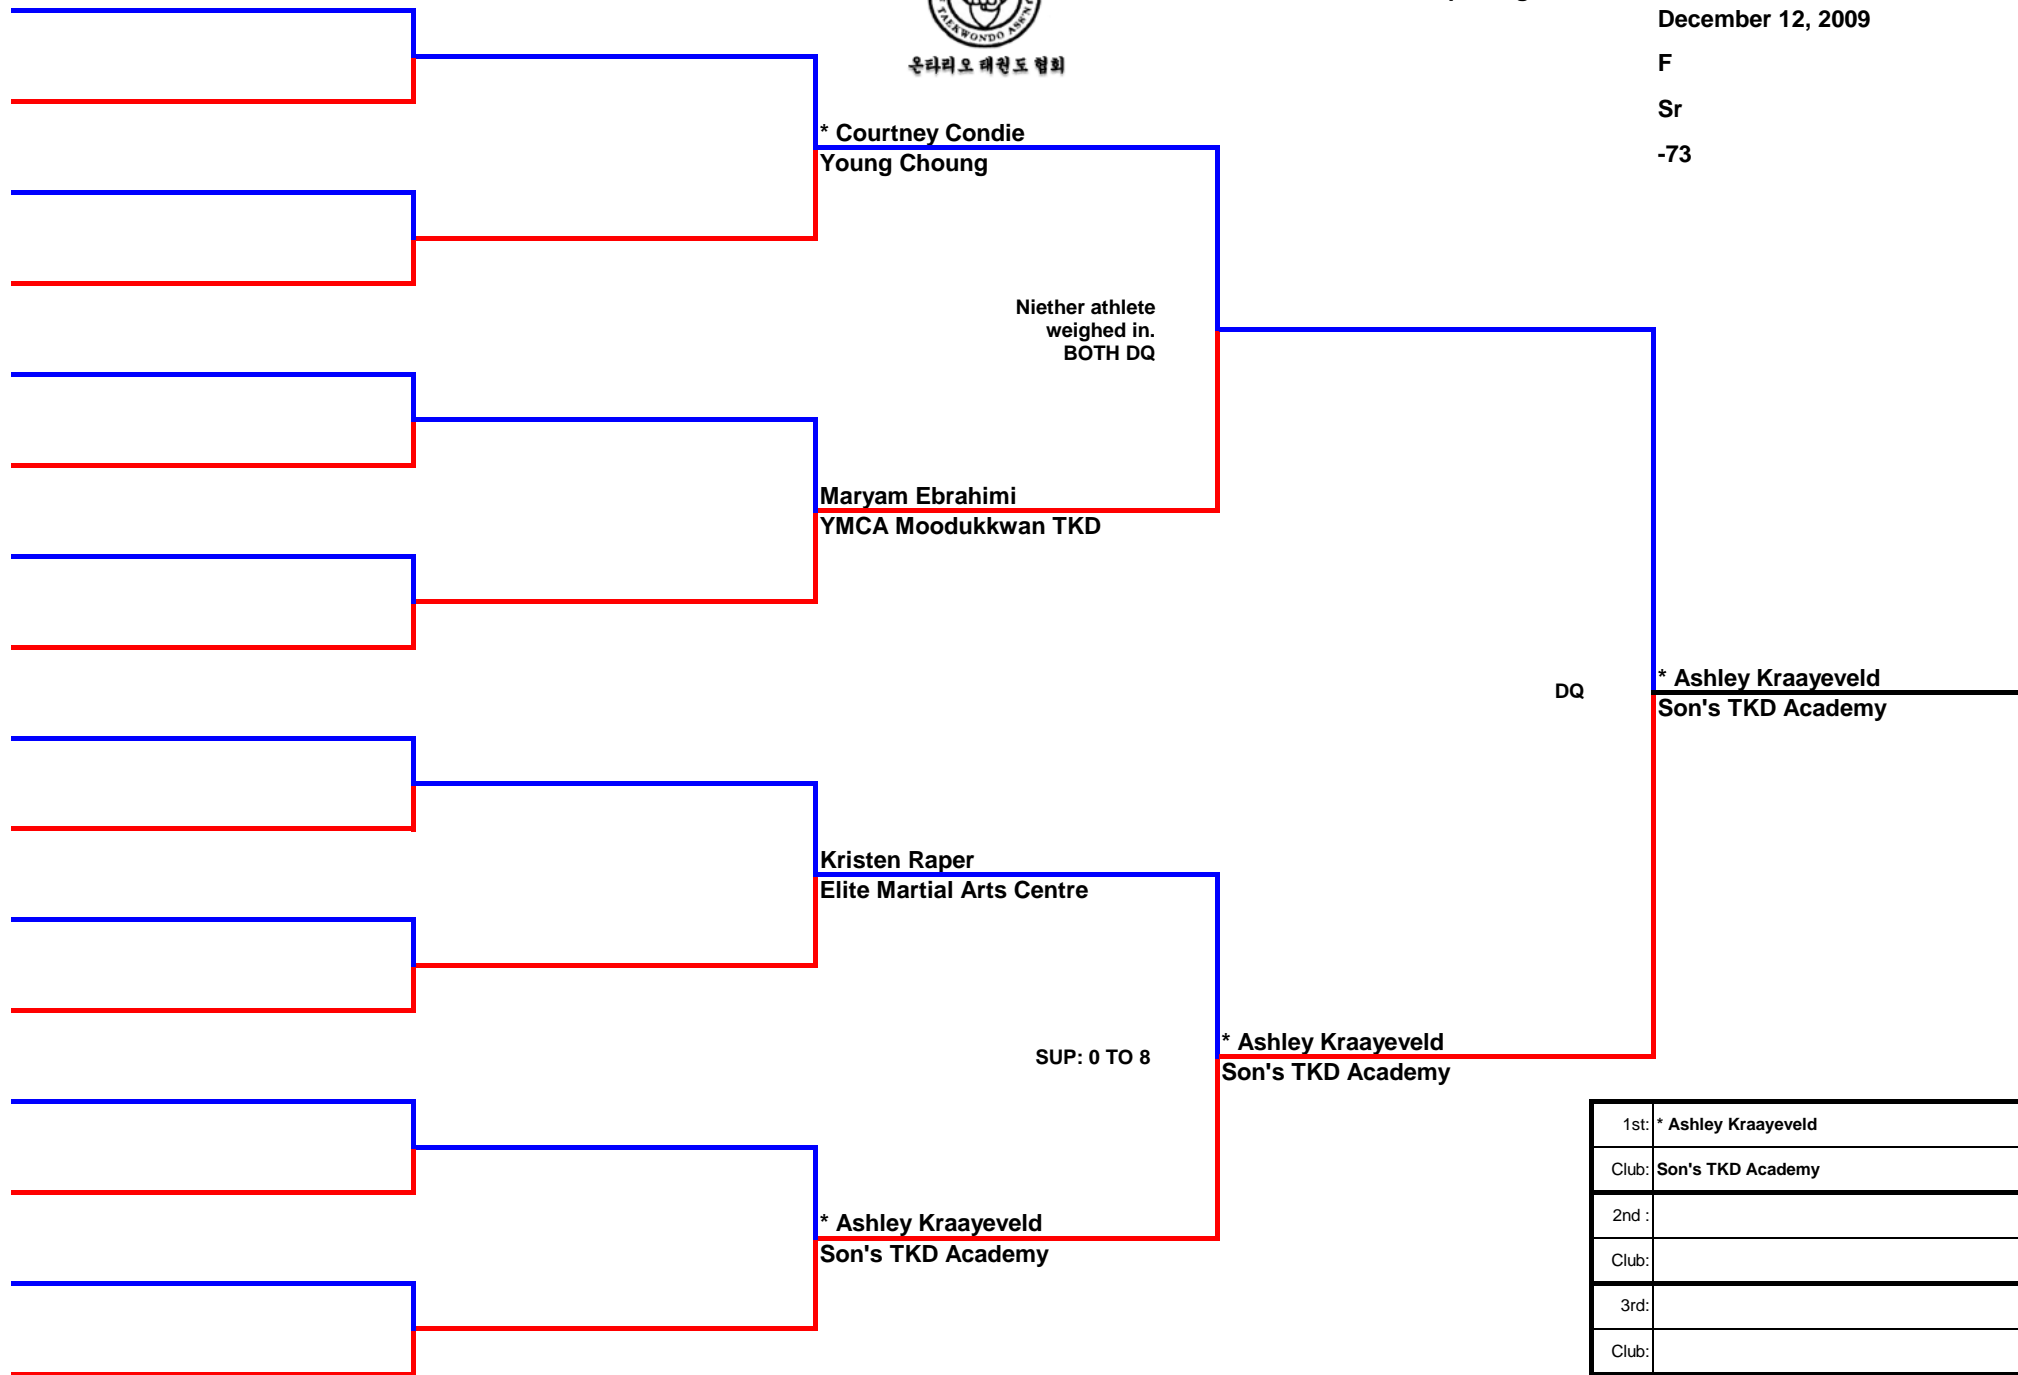 TAEKWONDO ASS'N
온타리오 태권도 협회
December 12, 2009
F
Sr
-73
* Courtney Condie
Young Choung
Niether athlete
weighed in.
BOTH DQ
Maryam Ebrahimi
YMCA Moodukkwan TKD
DQ
* Ashley Kraayeveld
Son's TKD Academy
Kristen Raper
Elite Martial Arts Centre
SUP: 0 TO 8
* Ashley Kraayeveld
Son's TKD Academy
* Ashley Kraayeveld
Son's TKD Academy
1st: * Ashley Kraayeveld
Club: Son's TKD Academy
2nd :
Club:
3rd:
Club: